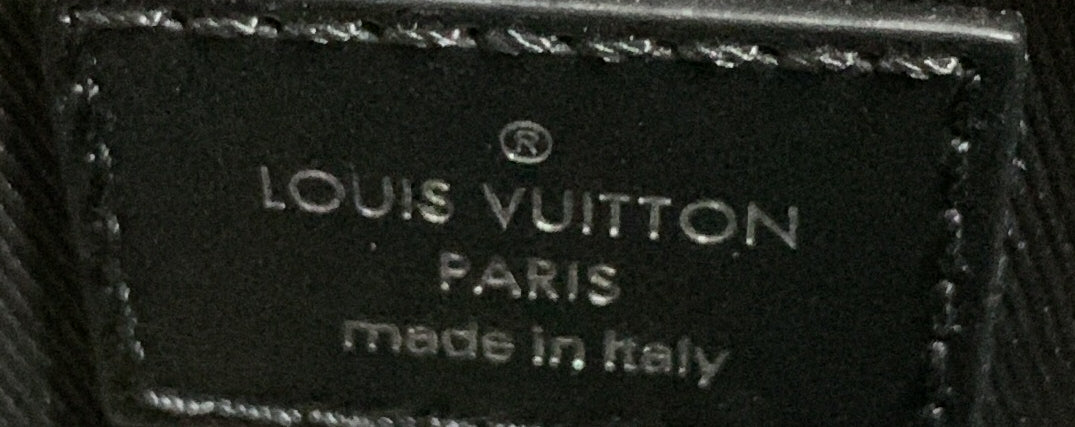 ®
LOUIS VUITTON
PARIS
made in Italy